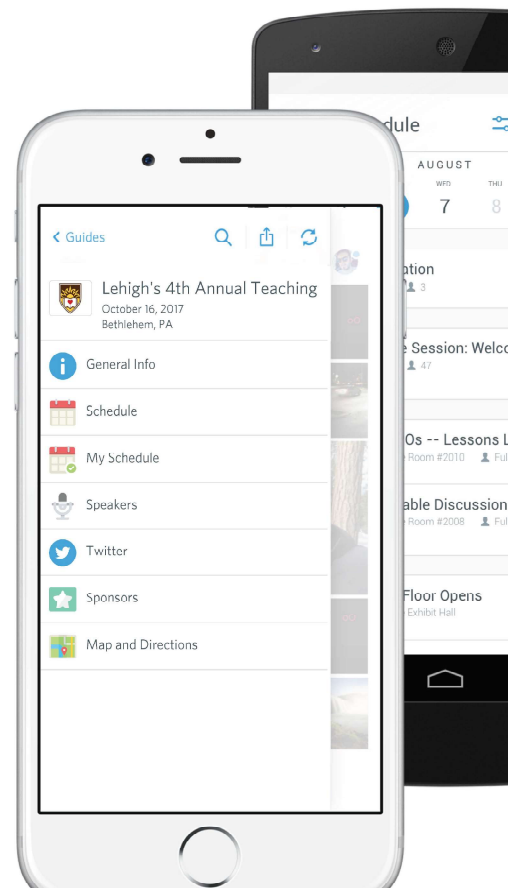 Guides
Lehigh's 4th Annual Teaching
October 16, 2017
Bethlehem, PA
General Info
Schedule
My Schedule
Speakers
Twitter
Sponsors
Map and Directions
dule
AUGUST
WED THU
7 8
ation
3
e Session: Welco
47
Os -- Lessons L
Room #2010 Ful
able Discussion
Room #2008 Ful
Floor Opens
Exhibit Hall